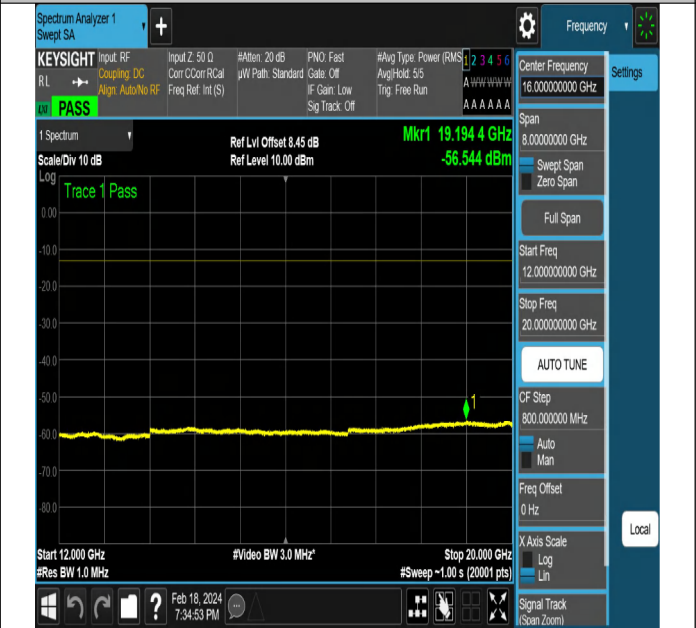 Spectrum Analyzer 1
Swept SA
+
Frequency
KEYSIGHT
Input: RF
Coupling: DC
Align: Auto/No RF
Input Z: 50 Ω
Corr CCorr RCal
Freq Ref: Int (S)
#Atten: 20 dB
µW Path: Standard
PNO: Fast
Gate: Off
IF Gain: Low
Sig Track: Off
#Avg Type: Power (RMS
Avg|Hold: 5/5
Trig: Free Run
1 2 3 4 5 6
A W W W W W
A A A A A A
R L
LXI
PASS
1 Spectrum
Scale/Div 10 dB
Ref Lvl Offset 8.45 dB
Ref Level 10.00 dBm
Mkr1 19.194 4 GHz
-56.544 dBm
Log
Trace 1 Pass
0.00
-10.0
-20.0
-30.0
-40.0
-50.0
-60.0
-70.0
-80.0
1
Start 12.000 GHz
#Res BW 1.0 MHz
#Video BW 3.0 MHz*
Stop 20.000 GHz
#Sweep ~1.00 s (20001 pts)
Center Frequency
16.000000000 GHz
Settings
Span
8.00000000 GHz
Swept Span
Zero Span
Full Span
Start Freq
12.000000000 GHz
Stop Freq
20.000000000 GHz
AUTO TUNE
CF Step
800.000000 MHz
Auto
Man
Freq Offset
0 Hz
X Axis Scale
Log
Lin
Local
Signal Track
(Span Zoom)
?
Feb 18, 2024
7:34:53 PM